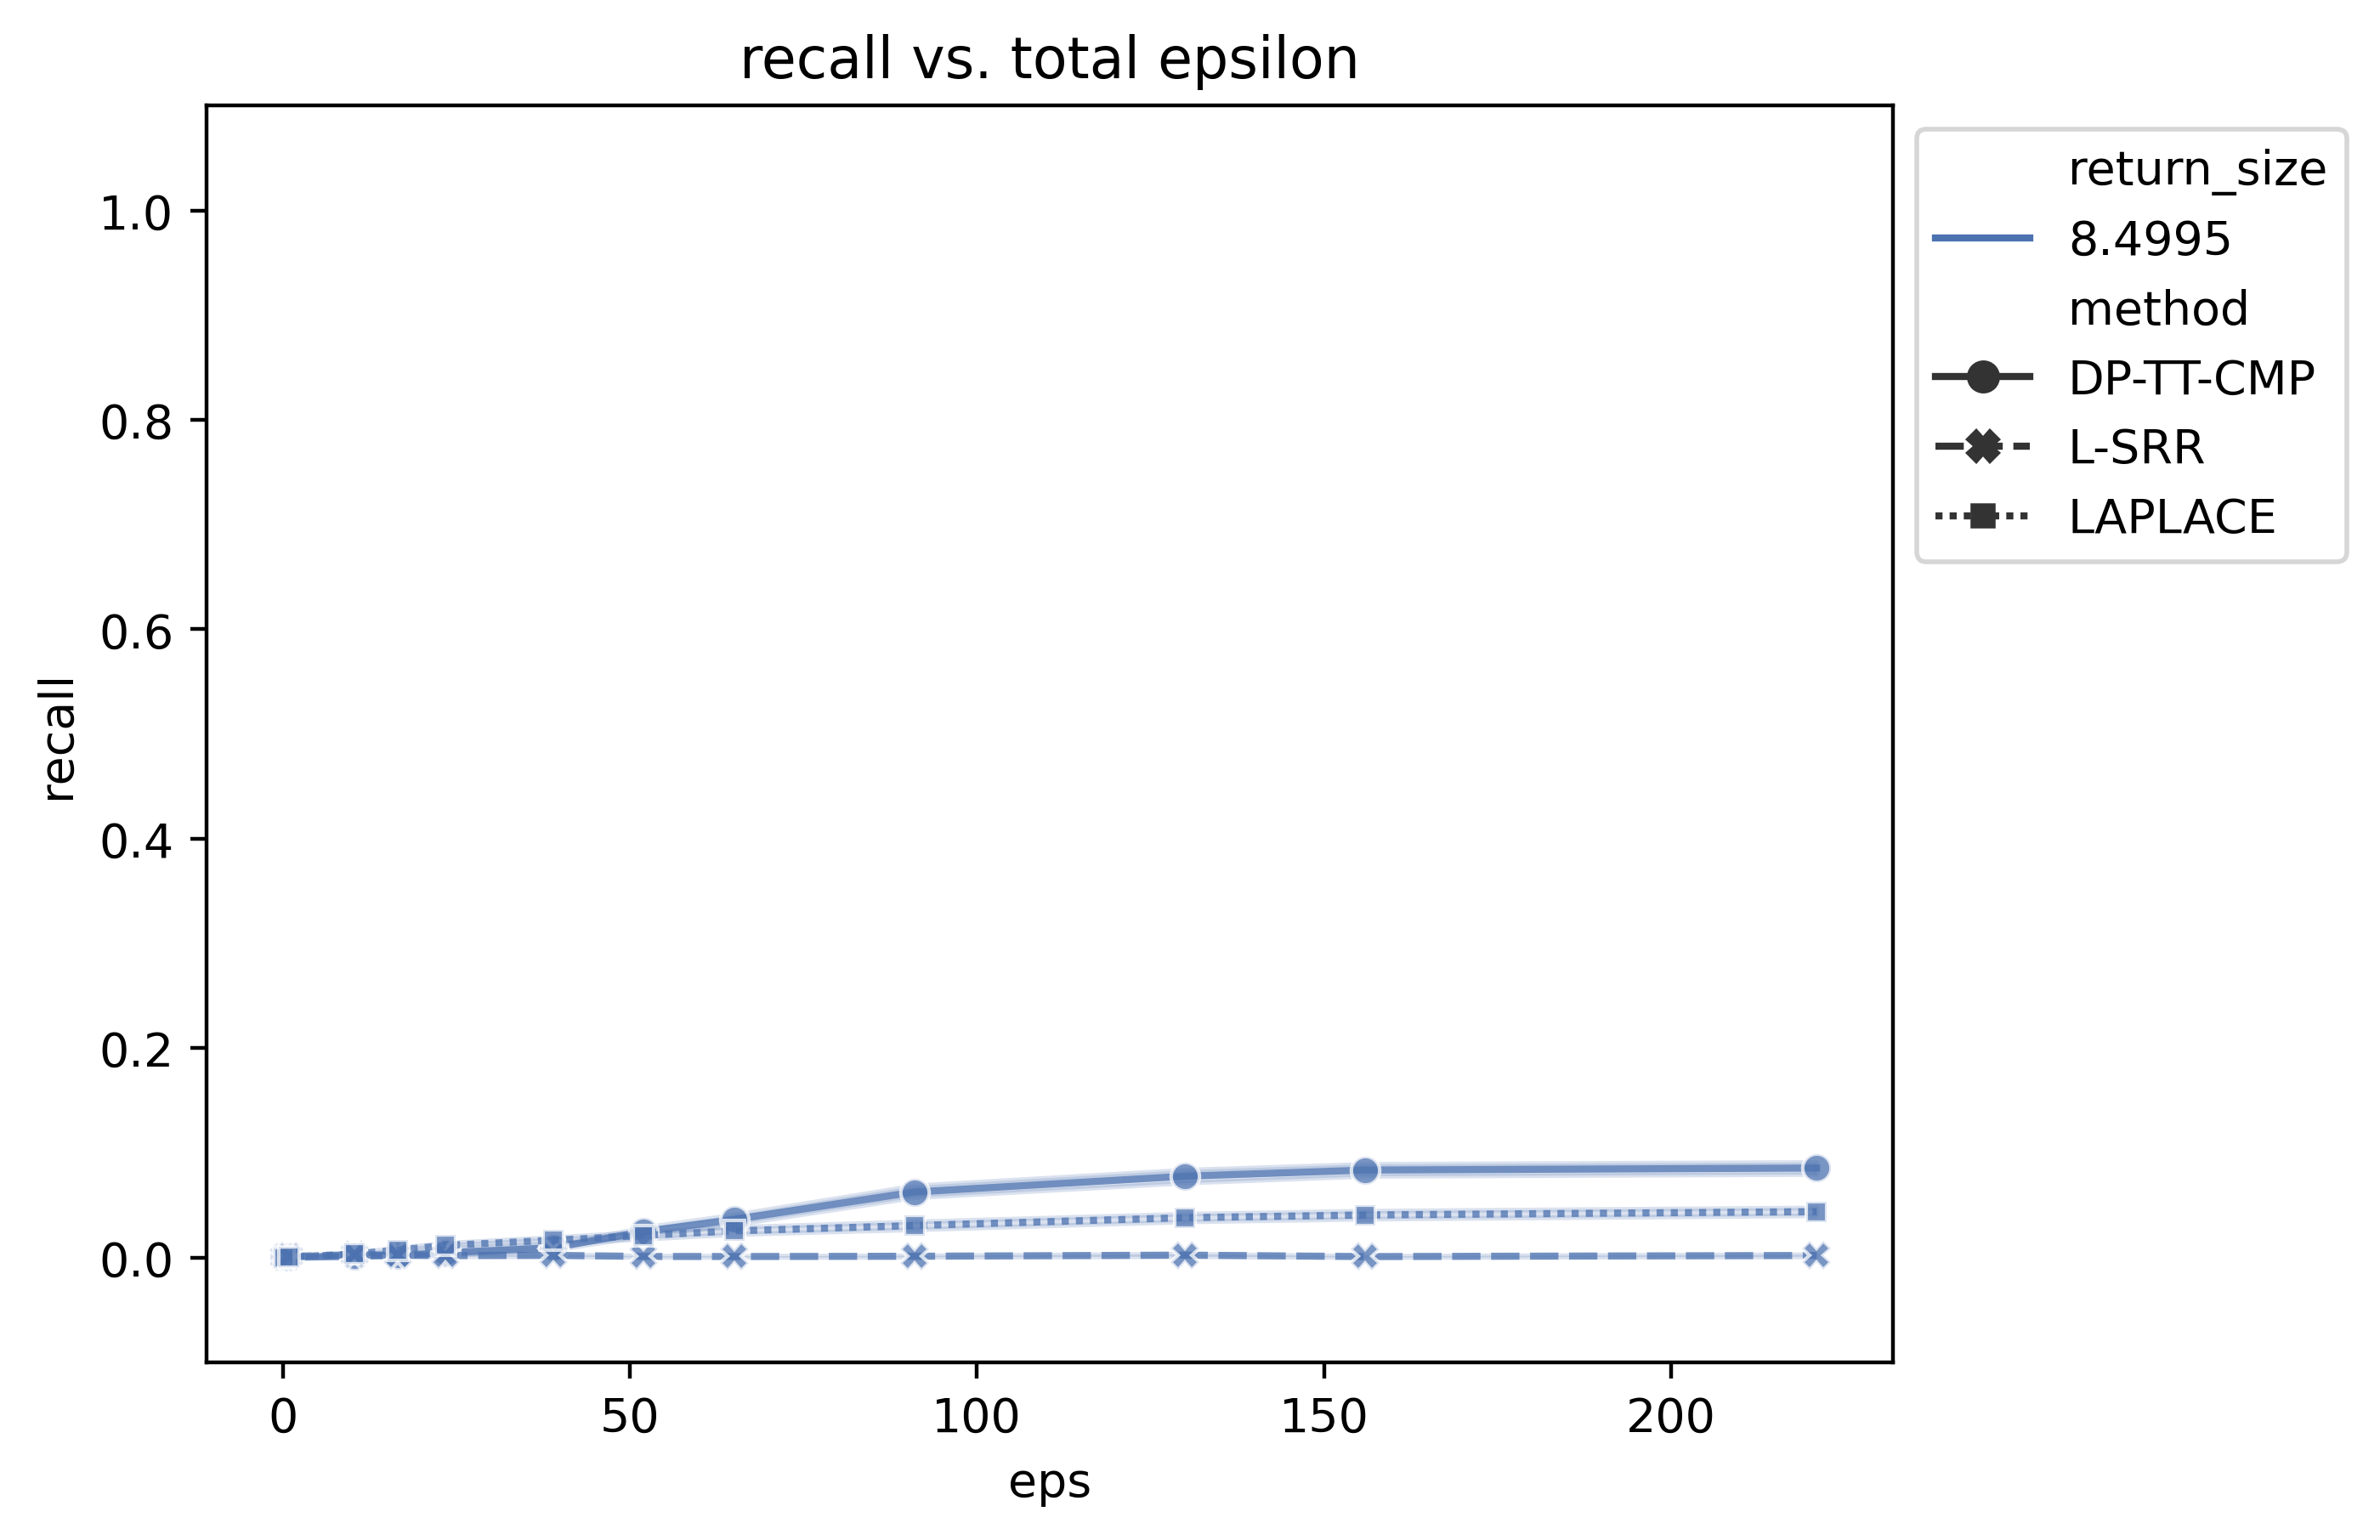 recall vs. total epsilon
recall
1.0
0.8
0.6
0.4
0.2
0.0
0
50
100
150
200
eps
return_size
8.4995
method
DP-TT-CMP
L-SRR
LAPLACE